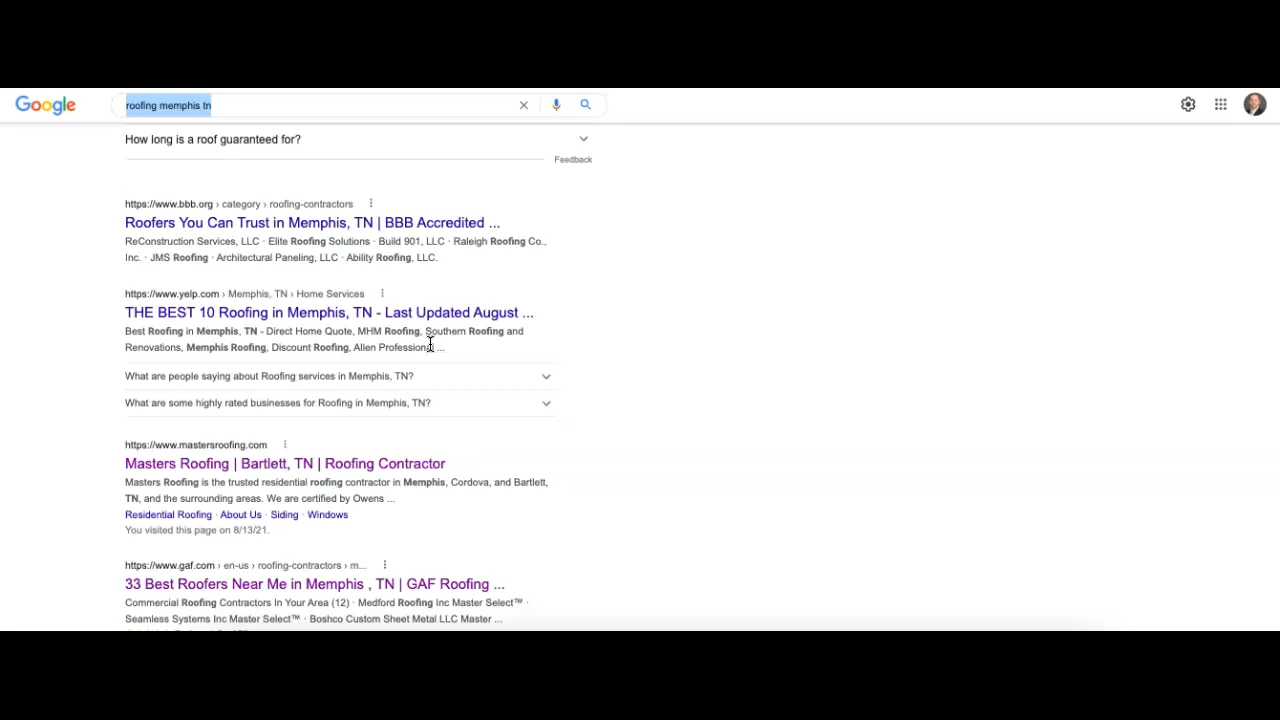 Google
roofing memphis tn
How long is a roof guaranteed for?
Feedback
https://www.bbb.org › category › roofing-contractors
Roofers You Can Trust in Memphis, TN | BBB Accredited ...
ReConstruction Services, LLC · Elite Roofing Solutions · Build 901, LLC · Raleigh Roofing Co.,
Inc. · JMS Roofing · Architectural Paneling, LLC · Ability Roofing, LLC.
https://www.yelp.com › Memphis, TN › Home Services
THE BEST 10 Roofing in Memphis, TN - Last Updated August ...
Best Roofing in Memphis, TN - Direct Home Quote, MHM Roofing, Southern Roofing and
Renovations, Memphis Roofing, Discount Roofing, Allen Professional ...
What are people saying about Roofing services in Memphis, TN?
What are some highly rated businesses for Roofing in Memphis, TN?
https://www.mastersroofing.com
Masters Roofing | Bartlett, TN | Roofing Contractor
Masters Roofing is the trusted residential roofing contractor in Memphis, Cordova, and Bartlett,
TN, and the surrounding areas. We are certified by Owens ...
Residential Roofing · About Us · Siding · Windows
You visited this page on 8/13/21.
https://www.gaf.com › en-us › roofing-contractors › m...
33 Best Roofers Near Me in Memphis , TN | GAF Roofing ...
Commercial Roofing Contractors In Your Area (12) · Medford Roofing Inc Master Select™ ·
Seamless Systems Inc Master Select™ · Boshco Custom Sheet Metal LLC Master ...